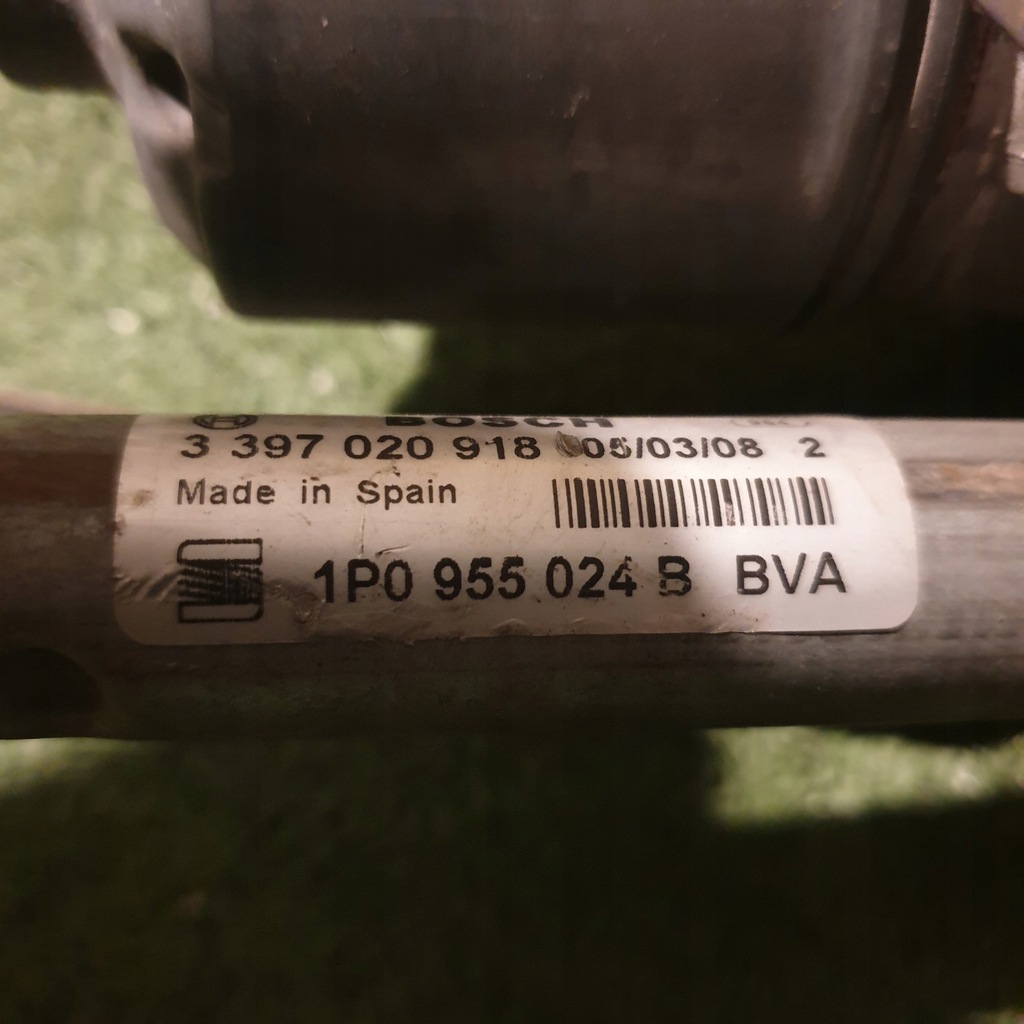 BOSCH
3 397 020 918 05/03/08 2
Made in Spain
1P0 955 024 B BVA